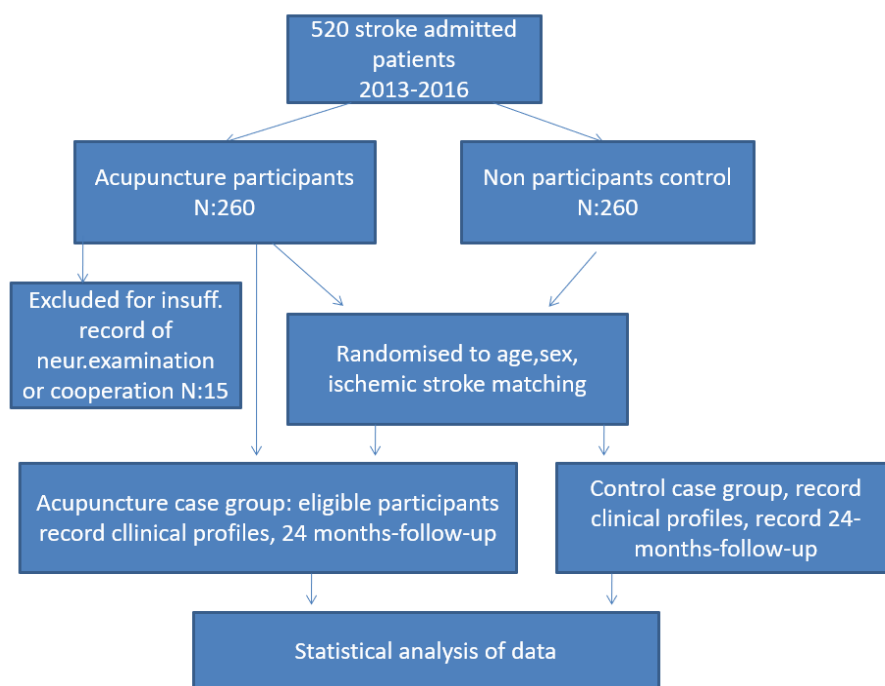 520 stroke admitted
patients
2013-2016
Acupuncture participants
N:260
Non participants control
N:260
Excluded for insuff.
record of
neur.examination
or cooperation N:15
Randomised to age,sex,
ischemic stroke matching
Acupuncture case group: eligible participants
record cllinical profiles, 24 months-follow-up
Control case group, record
clinical profiles, record 24-
months-follow-up
Statistical analysis of data